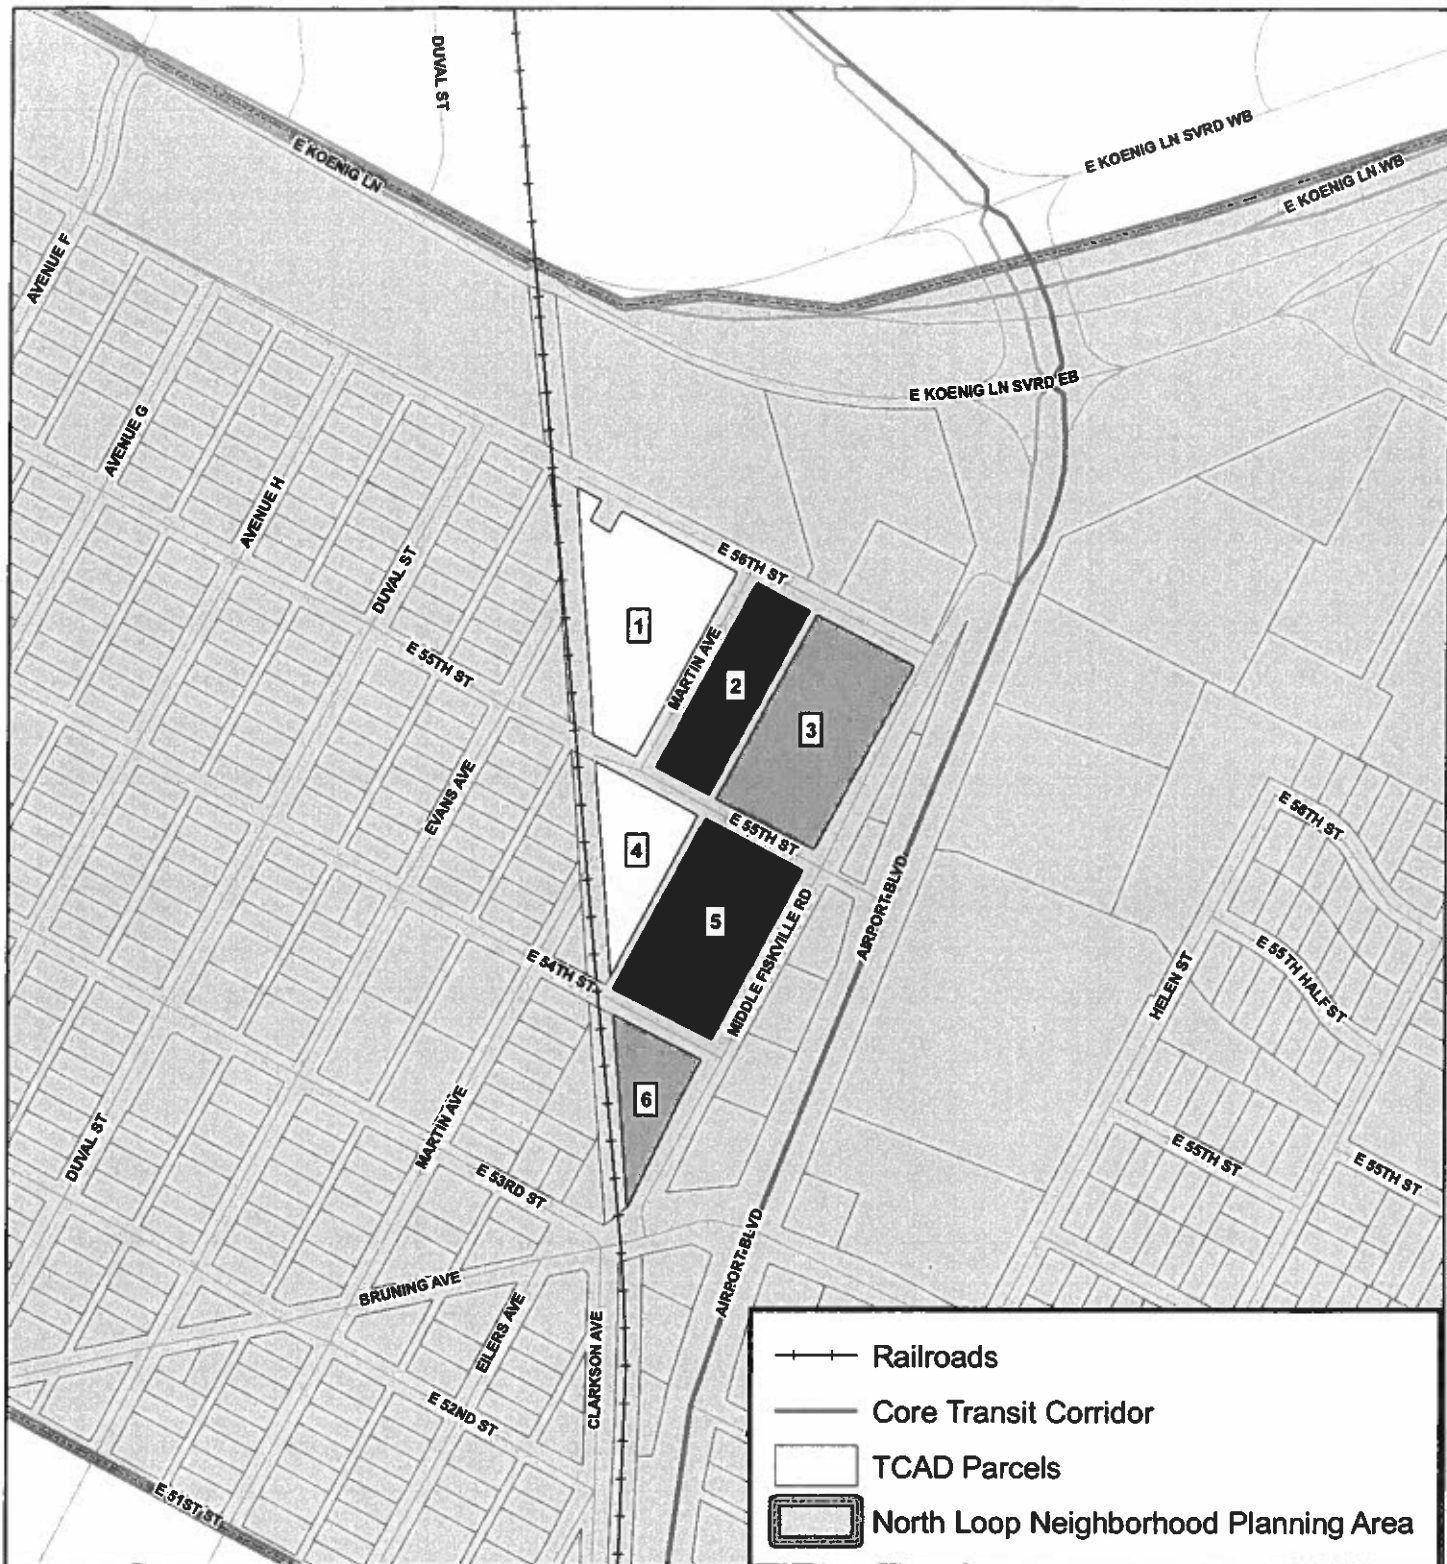 DUVAL ST
E KOENIG LN
E KOENIG LN SVRD WB
E KOENIG LN WB
AVENUE F
E KOENIG LN SVRD EB
AVENUE G
AVENUE H
DUVAL ST
E 56TH ST
1
MARTIN AVE
2
E 55TH ST
3
EVANS AVE
E 56TH ST
E 55TH ST
4
AIRPORT BLVD
5
MIDDLE FISKVILLE RD
E 54TH ST
HELEN ST
E 55TH HALF ST
6
MARTIN AVE
DUVAL ST
E 53RD ST
E 55TH ST
E 55TH ST
AIRPORT BLVD
BRUNING AVE
EILERS AVE
CLARKSON AVE
E 52ND ST
E 51ST ST
Railroads
Core Transit Corridor
TCAD Parcels
North Loop Neighborhood Planning Area